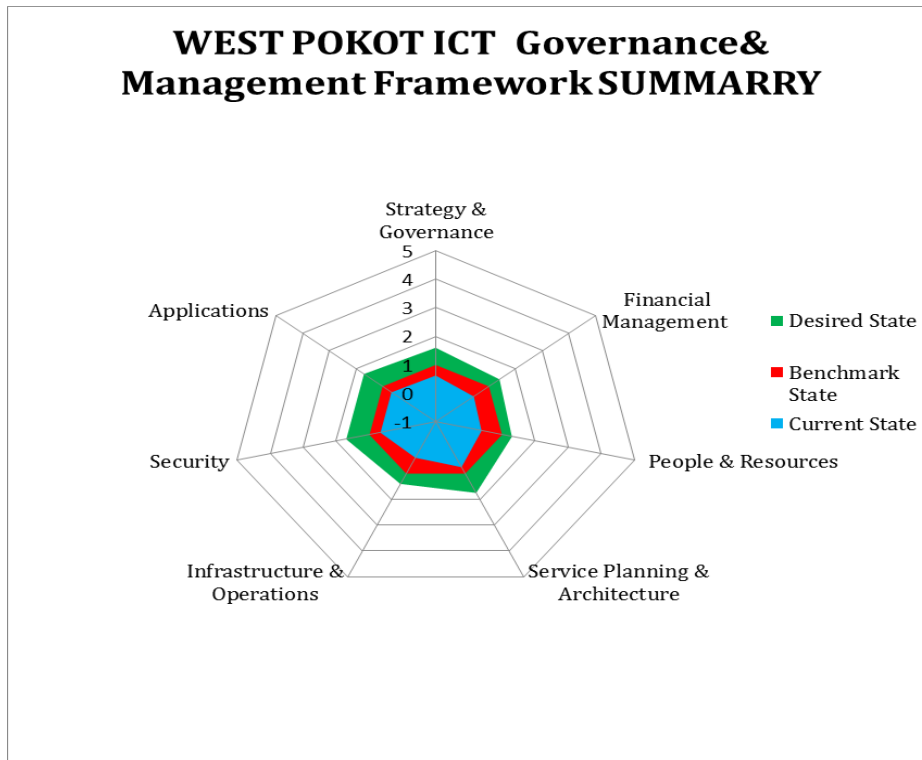 WEST POKOT ICT Governance&
Management Framework SUMMARRY
Strategy &
Governance
5
4
3
2
1
0
-1
Financial
Management
People & Resources
Service Planning &
Architecture
Infrastructure &
Operations
Security
Applications
Desired State
Benchmark
State
Current State